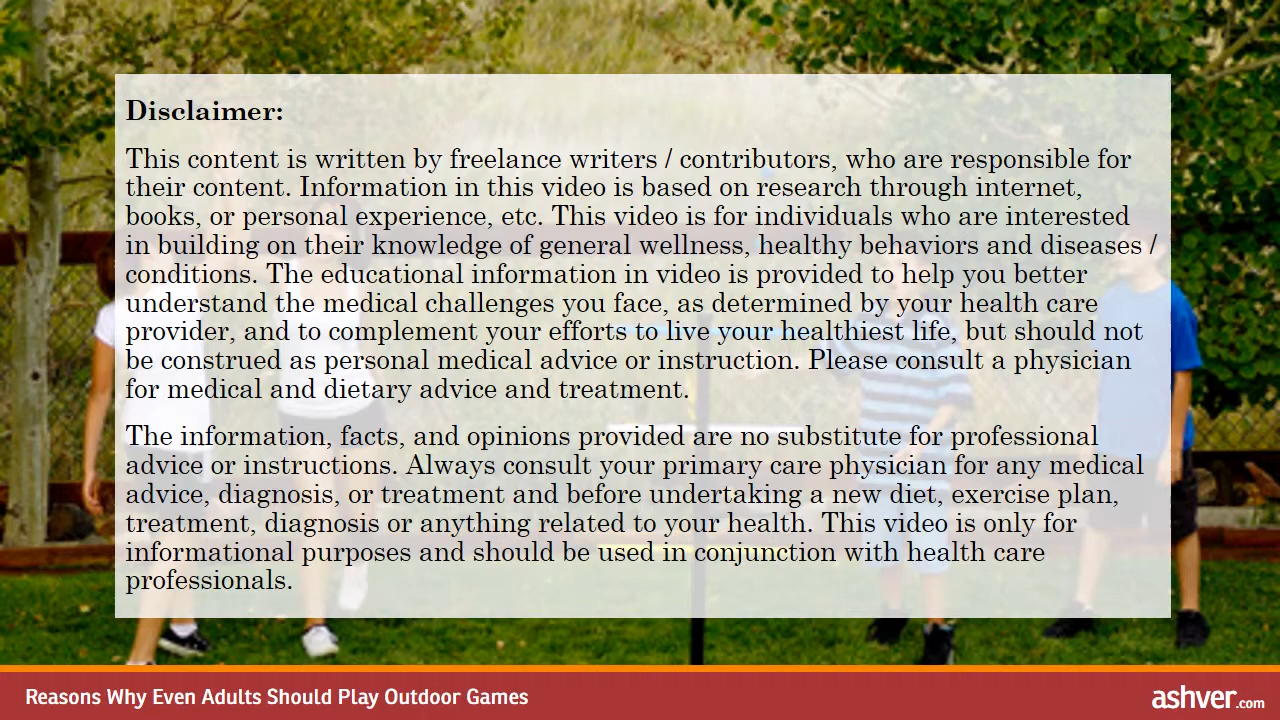 Disclaimer:
This content is written by freelance writers / contributors, who are responsible for
their content. Information in this video is based on research through internet,
books, or personal experience, etc. This video is for individuals who are interested
in building on their knowledge of general wellness, healthy behaviors and diseases /
conditions. The educational information in video is provided to help you better
understand the medical challenges you face, as determined by your health care
provider, and to complement your efforts to live your healthiest life, but should not
be construed as personal medical advice or instruction. Please consult a physician
for medical and dietary advice and treatment.
The information, facts, and opinions provided are no substitute for professional
advice or instructions. Always consult your primary care physician for any medical
advice, diagnosis, or treatment and before undertaking a new diet, exercise plan,
treatment, diagnosis or anything related to your health. This video is only for
informational purposes and should be used in conjunction with health care
professionals.
Reasons Why Even Adults Should Play Outdoor Games
ashver.com